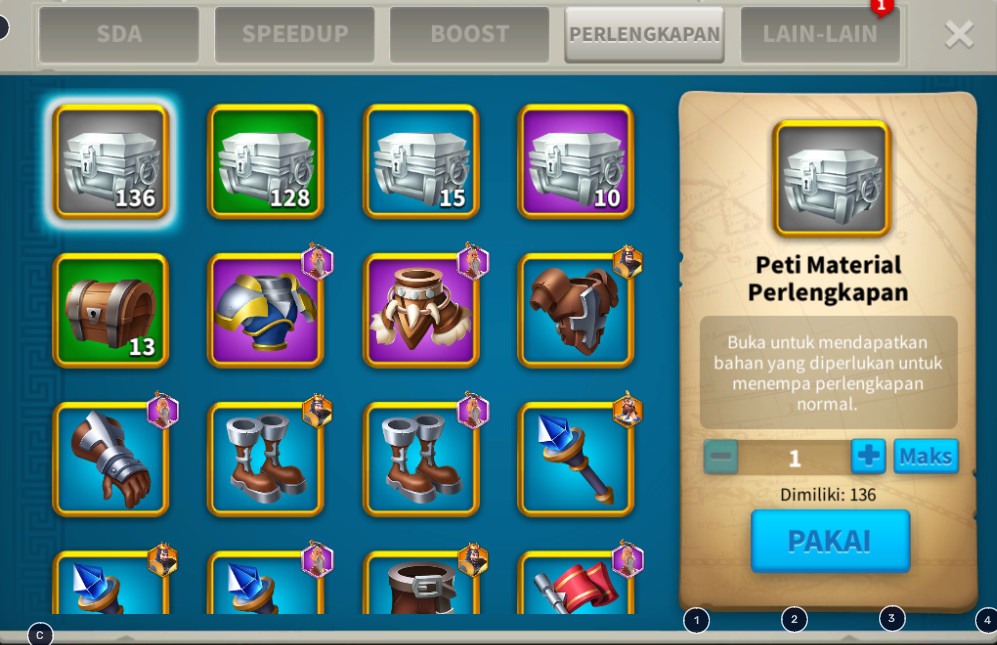 SDA
SPEEDUP
BOOST
PERLENGKAPAN
LAIN-LAIN
1
136
128
15
10
13
Peti Material
Perlengkapan
Buka untuk mendapatkan
bahan yang diperlukan untuk
menempa perlengkapan
normal.
1
Maks
Dimiliki: 136
PAKAI
C
1
2
3
4